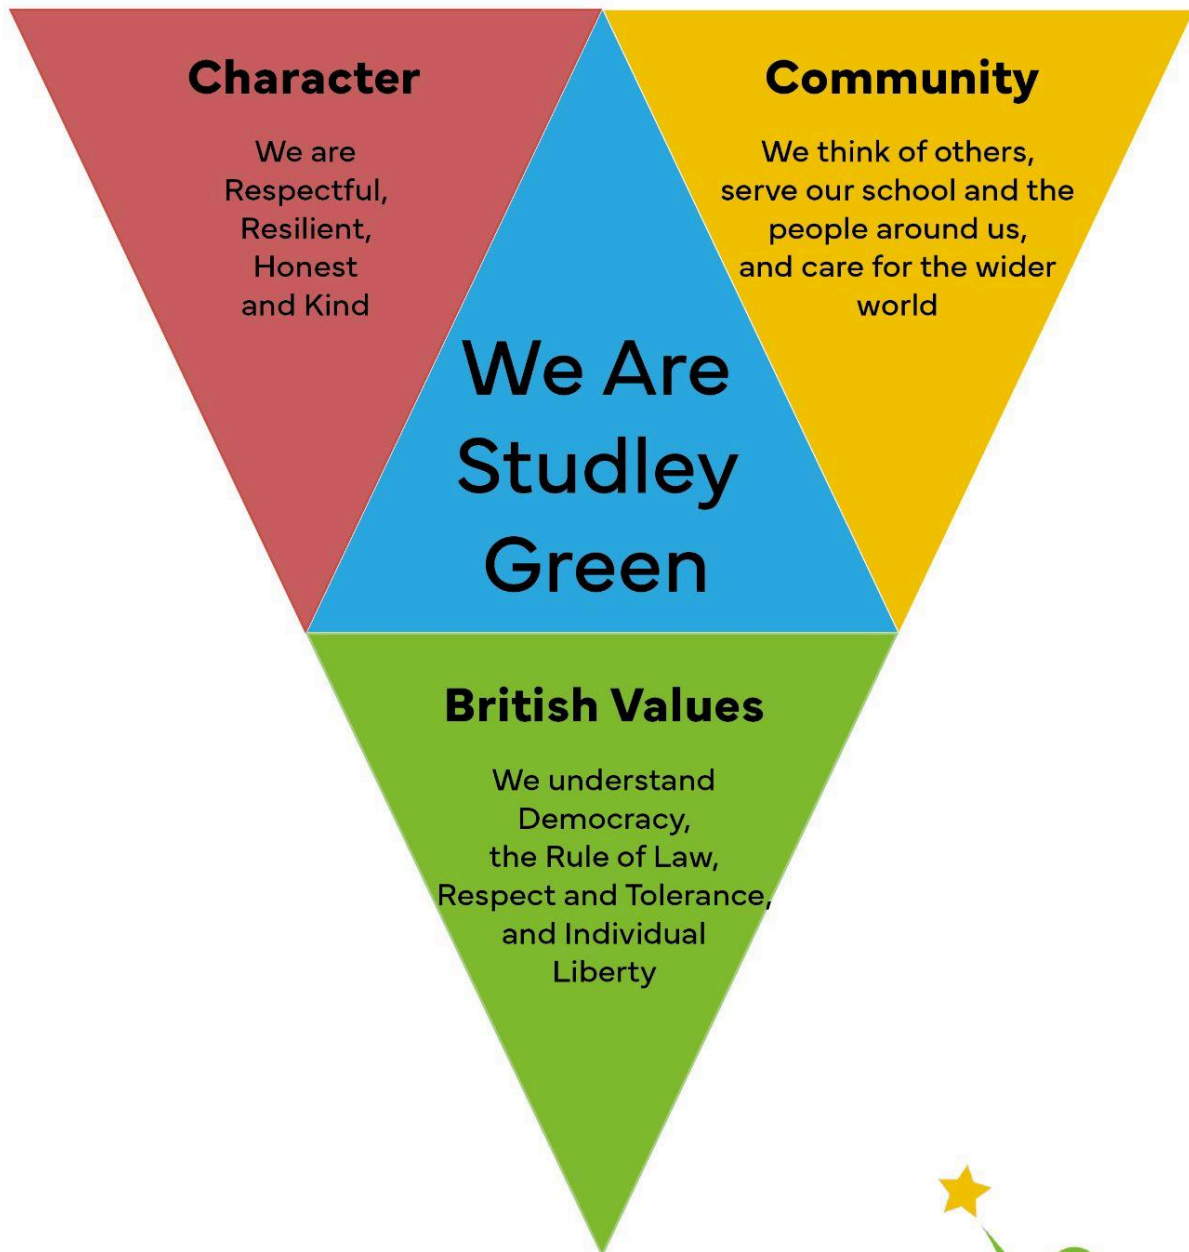 Character
We are
Respectful,
Resilient,
Honest
and Kind
Community
We think of others,
serve our school and the
people around us,
and care for the wider
world
We Are
Studley
Green
British Values
We understand
Democracy,
the Rule of Law,
Respect and Tolerance,
and Individual
Liberty